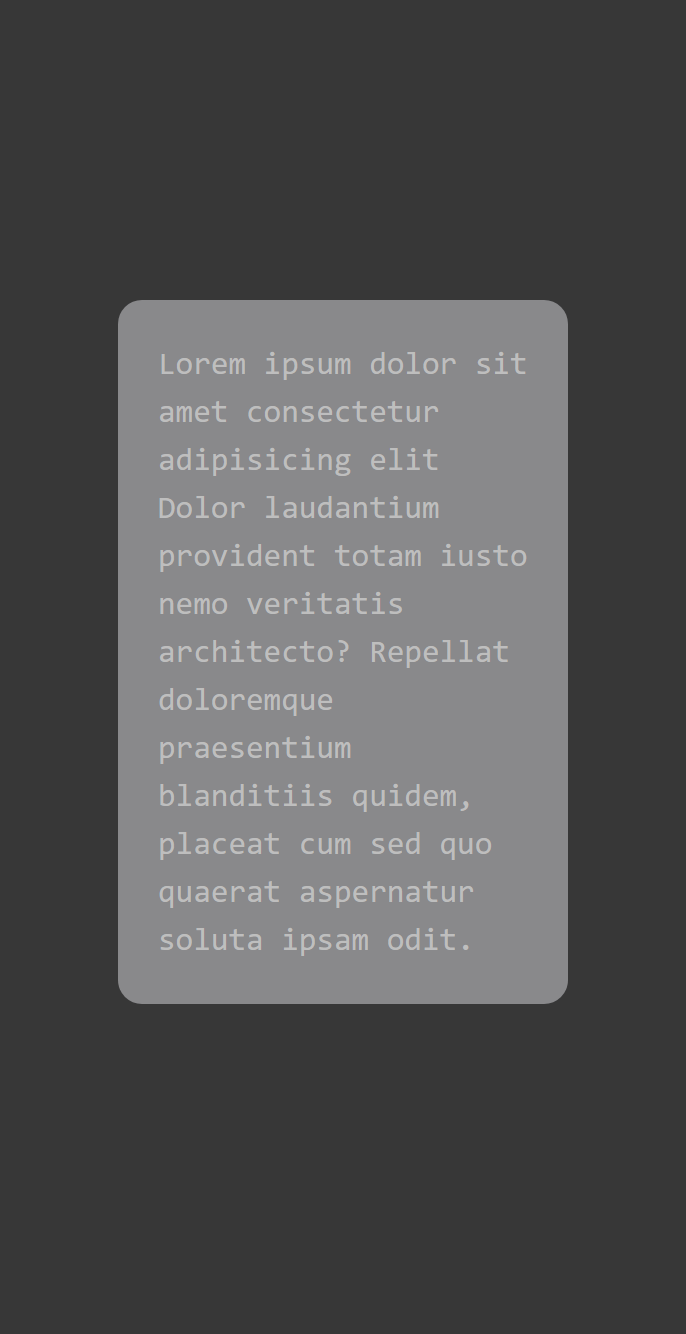 Lorem ipsum dolor sit
amet consectetur
adipisicing elit
Dolor laudantium
provident totam iusto
nemo veritatis
architecto? Repellat
doloremque
praesentium
blanditiis quidem,
placeat cum sed quo
quaerat aspernatur
soluta ipsam odit.